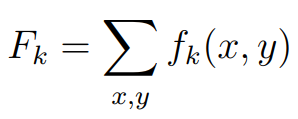 F_k = \sum_{x,y} f_k(x, y)